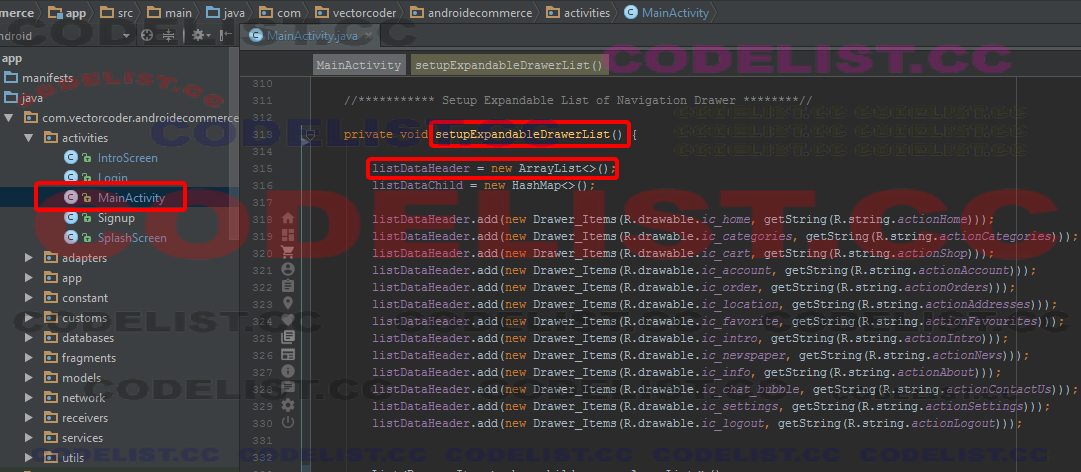 merce app src main java com vectorcoder androidecommerce activities MainActivity
ndroid
MainActivity.java
CODELIST.CC
CODELIST.CC
MainActivity setupExpandableDrawerList()
app
manifests
java
com.vectorcoder.androidecommerce
activities
IntroScreen
Login
MainActivity
Signup
SplashScreen
adapters
app
constant
customs
databases
fragments
models
network
receivers
services
utils
CODELIST.CC
CODELIST.CC
CODELIST.CC
CODELIST.CC
310
311 //*********** Setup Expandable List of Navigation Drawer ********//
312
313 private void setupExpandableDrawerList() {
314
315 listDataHeader = new ArrayList<>();
316 listDataChild = new HashMap<>();
317
318 listDataHeader.add(new Drawer_Items(R.drawable.ic_home, getString(R.string.actionHome)));
319 listDataHeader.add(new Drawer_Items(R.drawable.ic_categories, getString(R.string.actionCategories)));
320 listDataHeader.add(new Drawer_Items(R.drawable.ic_cart, getString(R.string.actionShop)));
321 listDataHeader.add(new Drawer_Items(R.drawable.ic_account, getString(R.string.actionAccount)));
322 listDataHeader.add(new Drawer_Items(R.drawable.ic_order, getString(R.string.actionOrders)));
323 listDataHeader.add(new Drawer_Items(R.drawable.ic_location, getString(R.string.actionAddresses)));
324 listDataHeader.add(new Drawer_Items(R.drawable.ic_favorite, getString(R.string.actionFavourites)));
325 listDataHeader.add(new Drawer_Items(R.drawable.ic_intro, getString(R.string.actionIntro)));
326 listDataHeader.add(new Drawer_Items(R.drawable.ic_newspaper, getString(R.string.actionNews)));
327 listDataHeader.add(new Drawer_Items(R.drawable.ic_info, getString(R.string.actionAbout)));
328 listDataHeader.add(new Drawer_Items(R.drawable.ic_chat_bubble, getString(R.string.actionContactUs)));
329 listDataHeader.add(new Drawer_Items(R.drawable.ic_settings, getString(R.string.actionSettings)));
330 listDataHeader.add(new Drawer_Items(R.drawable.ic_logout, getString(R.string.actionLogout)));
331
332